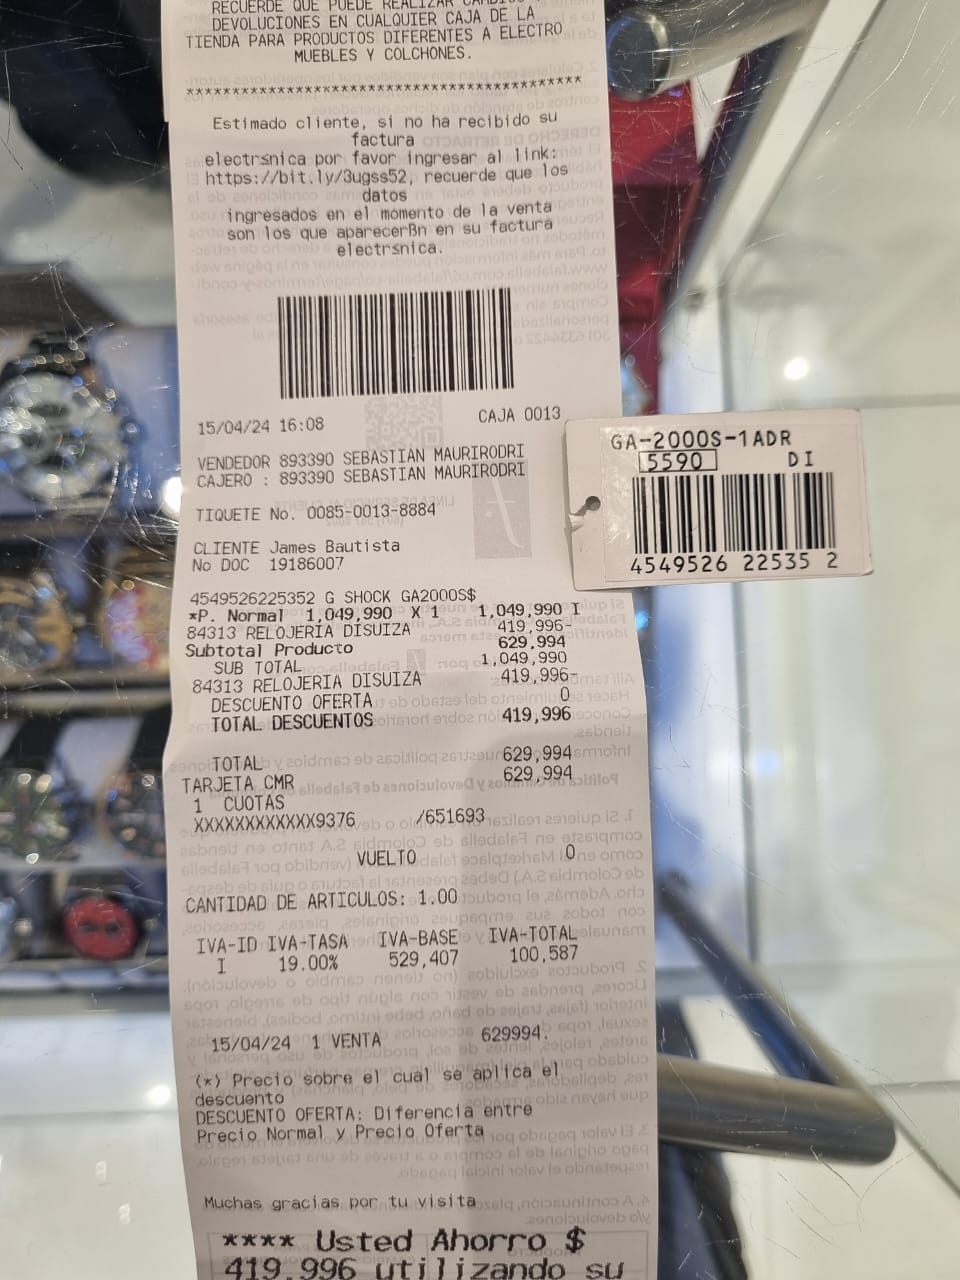 RECUERDE QUE PUEDE REALIZAR
DEVOLUCIONES EN CUALQUIER CAJA DE LA
TIENDA PARA PRODUCTOS DIFERENTES A ELECTRO
MUEBLES Y COLCHONES.
*******************************************
Estimado cliente, si no ha recibido su
factura
electrsnica por favor ingresar al link:
https://bit.ly/3ugss52, recuerde que los
datos
ingresados en el momento de la venta
son los que aparecerßn en su factura
electrsnica.
15/04/24 16:08 CAJA 0013
VENDEDOR 893390 SEBASTIAN MAURIRODRI
CAJERO : 893390 SEBASTIAN MAURIRODRI
TIQUETE No. 0085-0013-8884
CLIENTE James Bautista
No DOC 19186007
4549526225352 G SHOCK GA2000S$
*P. Normal 1,049,990 X 1 1,049,990 I
84313 RELOJERIA DISUIZA 419,996-
Subtotal Producto 629,994
SUB TOTAL 1,049,990
84313 RELOJERIA DISUIZA 419,996-
DESCUENTO OFERTA 0
TOTAL DESCUENTOS 419,996
TOTAL 629,994
TARJETA CMR 629,994
1 CUOTAS
XXXXXXXXXXXX9376 /651693
VUELTO 0
CANTIDAD DE ARTICULOS: 1.00
IVA-ID IVA-TASA IVA-BASE IVA-TOTAL
I 19.00% 529,407 100,587
15/04/24 1 VENTA 629994.
(*) Precio sobre el cual se aplica el
descuento
DESCUENTO OFERTA: Diferencia entre
Precio Normal y Precio Oferta
Muchas gracias por tu visita
**** Usted Ahorro $
419,996 utilizando su
GA-2000S-1ADR
5590 DI
4549526 22535 2